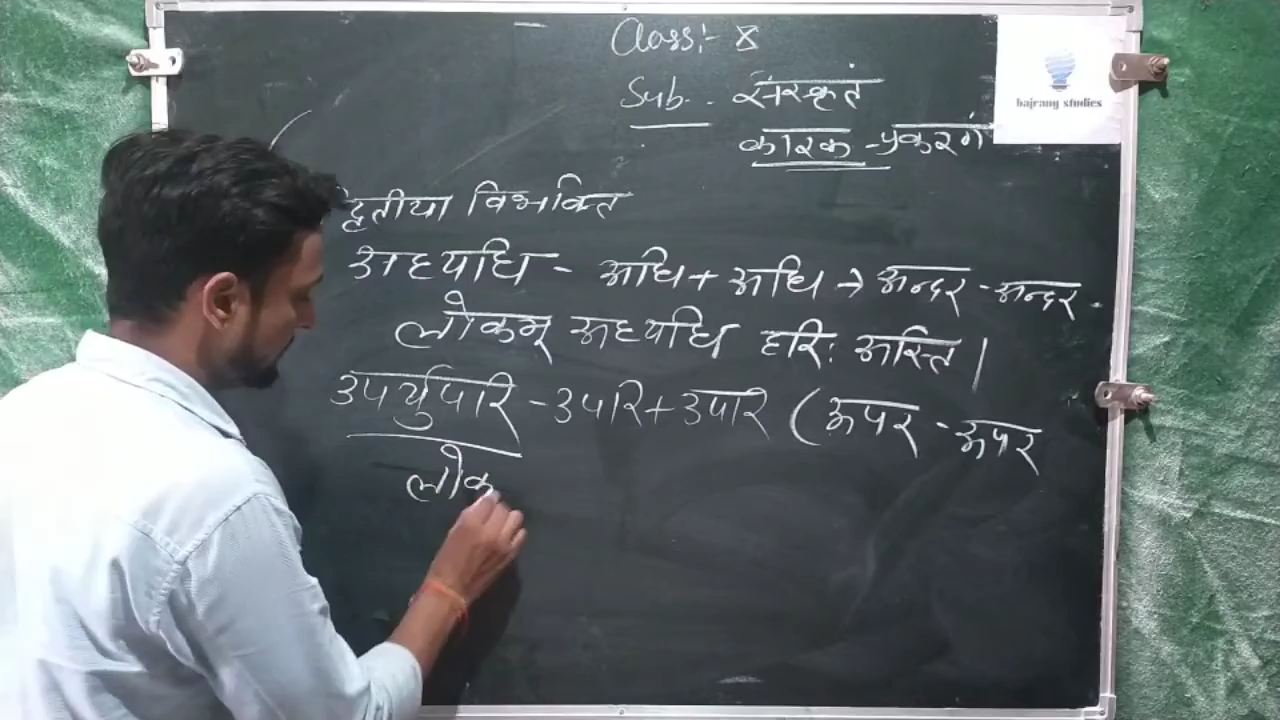 Class:- 8
Sub.- संस्कृतं
कारक-प्रकरणं
bajrang studies
द्वितीया विभक्ति
अध्यधि - अधि + अधि → अन्दर - अन्दर.
लोकम् अध्यधि हरि: अस्ति।
उपर्युपरि - उपरि + उपरि (ऊपर - ऊपर
लोक